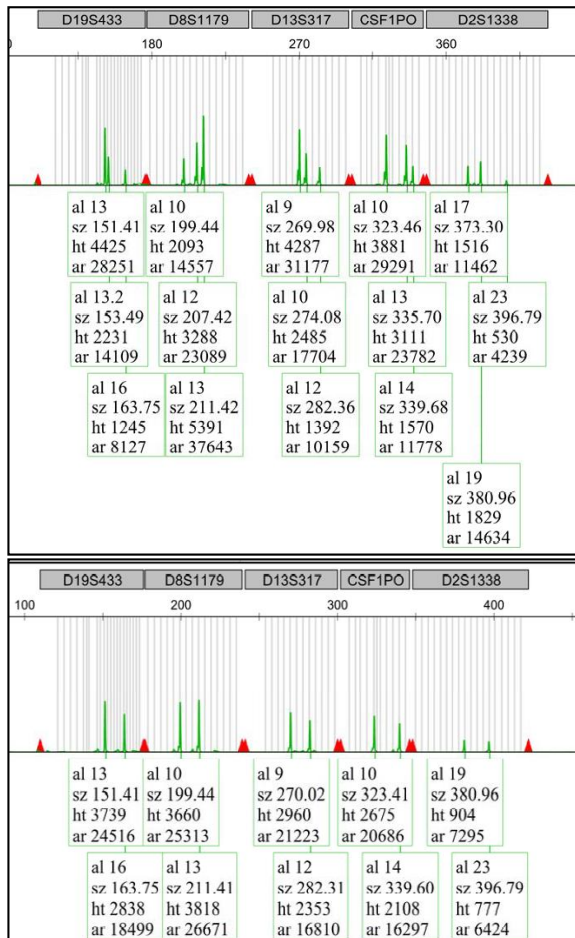 D19S433 D8S1179 D13S317 CSF1PO D2S1338
180 270 360
al 13
sz 151.41
ht 4425
ar 28251
al 10
sz 199.44
ht 2093
ar 14557
al 9
sz 269.98
ht 4287
ar 31177
al 10
sz 323.46
ht 3881
ar 29291
al 17
sz 373.30
ht 1516
ar 11462
al 13.2
sz 153.49
ht 2231
ar 14109
al 12
sz 207.42
ht 3288
ar 23089
al 10
sz 274.08
ht 2485
ar 17704
al 13
sz 335.70
ht 3111
ar 23782
al 23
sz 396.79
ht 530
ar 4239
al 16
sz 163.75
ht 1245
ar 8127
al 13
sz 211.42
ht 5391
ar 37643
al 12
sz 282.36
ht 1392
ar 10159
al 14
sz 339.68
ht 1570
ar 11778
al 19
sz 380.96
ht 1829
ar 14634
D19S433 D8S1179 D13S317 CSF1PO D2S1338
100 200 300 400
al 13
sz 151.41
ht 3739
ar 24516
al 10
sz 199.44
ht 3660
ar 25313
al 9
sz 270.02
ht 2960
ar 21223
al 10
sz 323.41
ht 2675
ar 20686
al 19
sz 380.96
ht 904
ar 7295
al 16
sz 163.75
ht 2838
ar 18499
al 13
sz 211.41
ht 3818
ar 26671
al 12
sz 282.31
ht 2353
ar 16810
al 14
sz 339.60
ht 2108
ar 16297
al 23
sz 396.79
ht 777
ar 6424